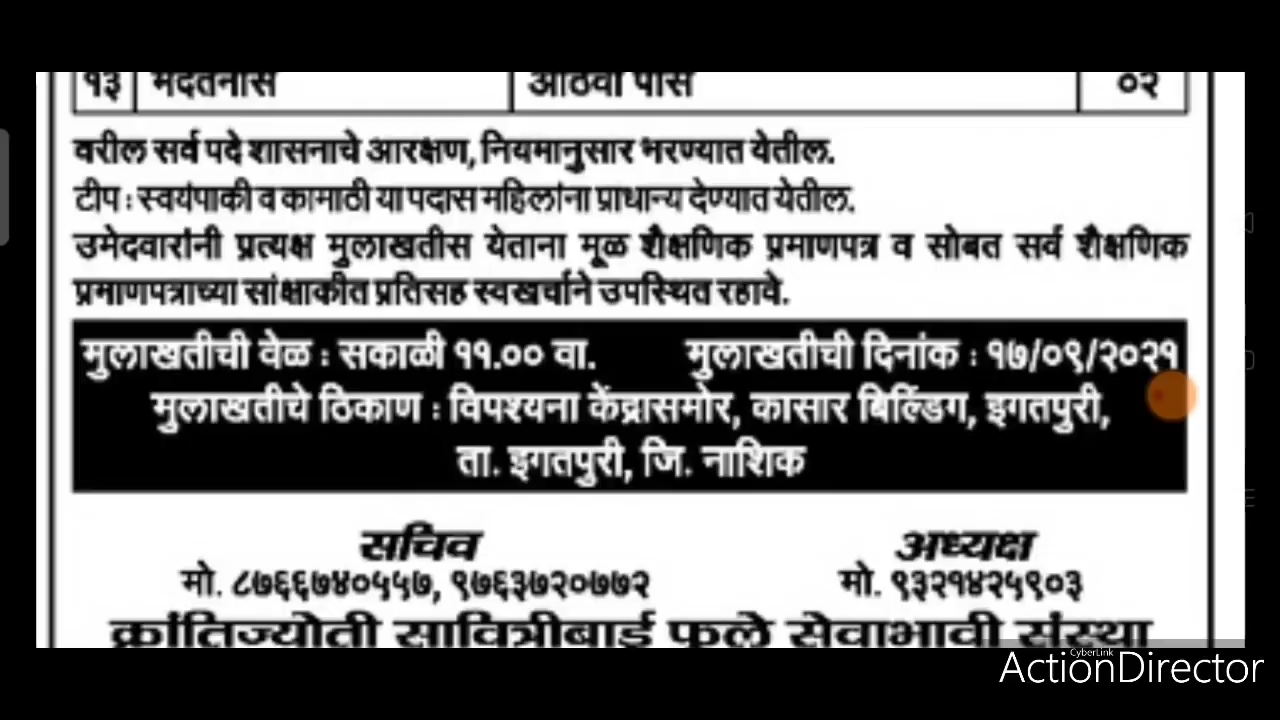 १३ मदतनीस आठवी पास ०२
वरील सर्व पदे शासनाचे आरक्षण, नियमानुसार भरण्यात येतील.
टीप : स्वयंपाकी व कामाठी या पदास महिलांना प्राधान्य देण्यात येतील.
उमेदवारांनी प्रत्यक्ष मुलाखतीस येताना मूळ शैक्षणिक प्रमाणपत्र व सोबत सर्व शैक्षणिक
प्रमाणपत्राच्या सांक्षाकीत प्रतिसह स्वखर्चाने उपस्थित रहावे.
मुलाखतीची वेळ : सकाळी ११.०० वा. मुलाखतीची दिनांक : १७/०९/२०२१
मुलाखतीचे ठिकाण : विपश्यना केंद्रासमोर, कासार बिल्डिंग, इगतपुरी,
ता. इगतपुरी, जि. नाशिक
सचिव अध्यक्ष
मो. ८७६६७४०५५७, ९७६३७२०७७२ मो. ९३२१४२५९०३
क्रांतिज्योती सावित्रीबाई फुले सेवाभावी संस्था
CyberLink
ActionDirector